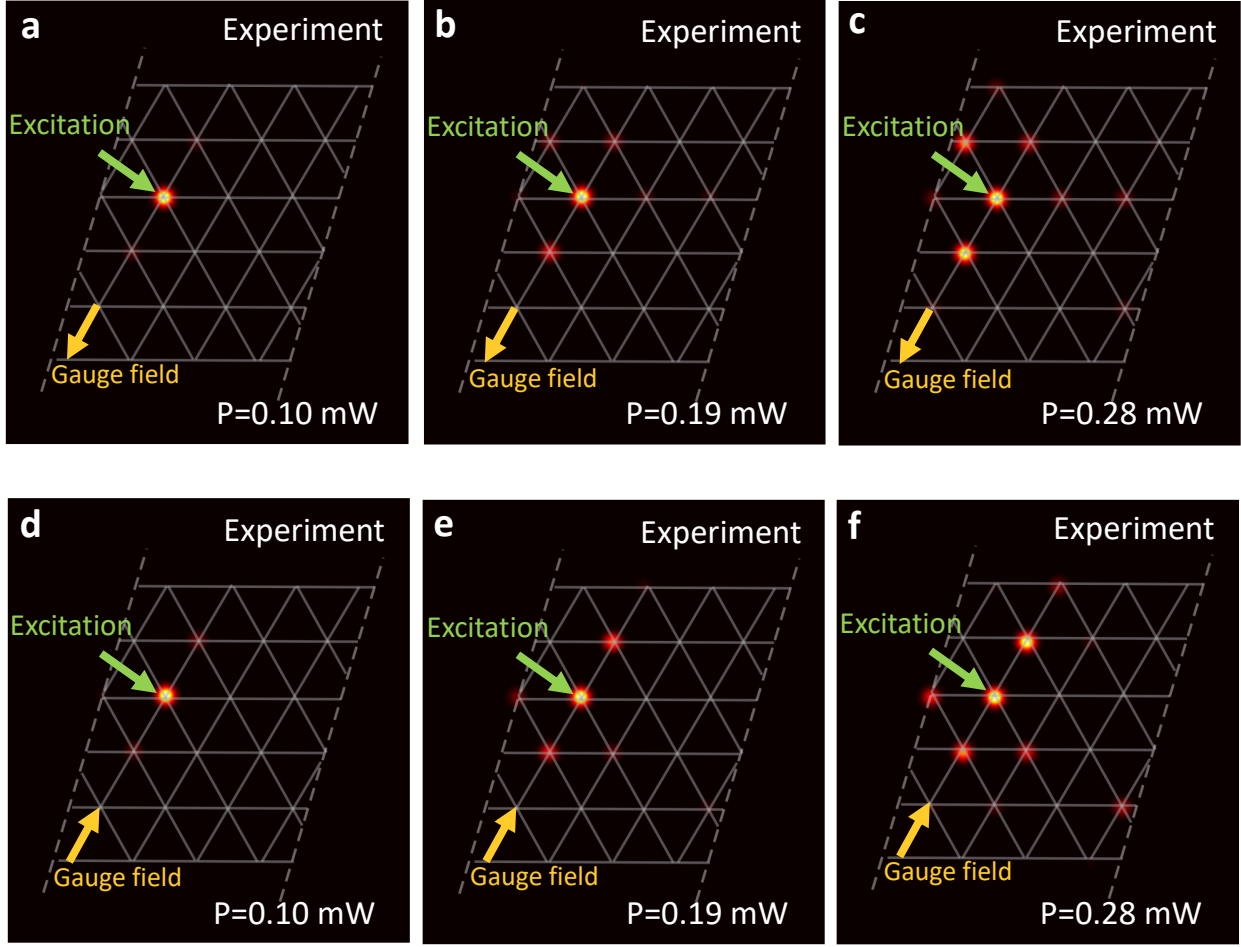 a
Experiment
Excitation
Gauge field
P=0.10 mW
b
Experiment
Excitation
Gauge field
P=0.19 mW
c
Experiment
Excitation
Gauge field
P=0.28 mW
d
Experiment
Excitation
Gauge field
P=0.10 mW
e
Experiment
Excitation
Gauge field
P=0.19 mW
f
Experiment
Excitation
Gauge field
P=0.28 mW